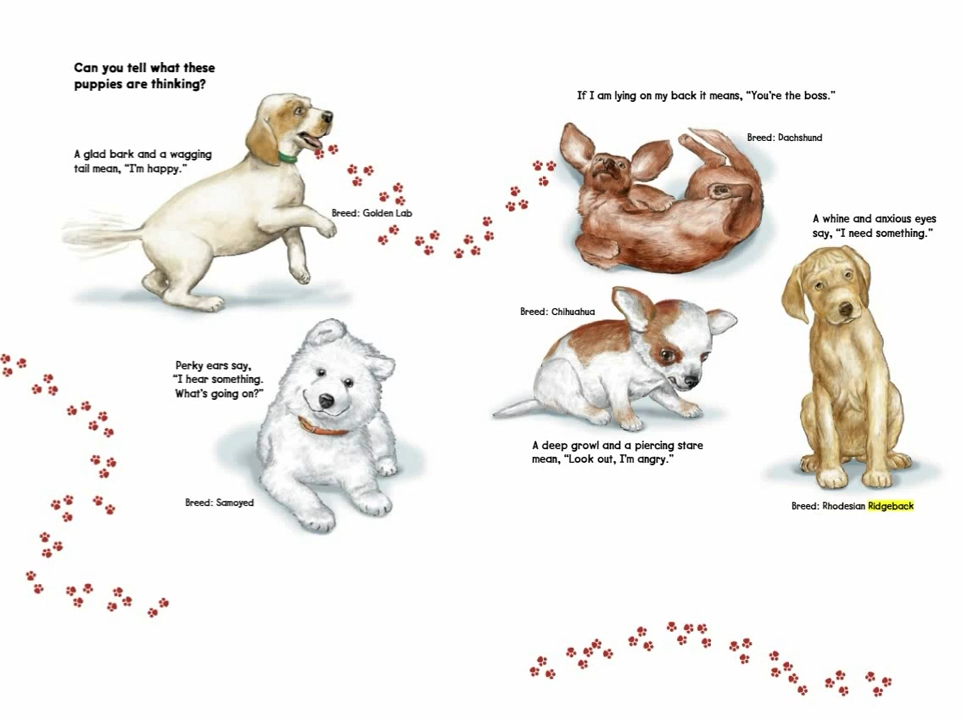 Can you tell what these
puppies are thinking?
A glad bark and a wagging
tail mean, “I’m happy.”
Breed: Golden Lab
Perky ears say,
“I hear something.
What’s going on?”
Breed: Samoyed
If I am lying on my back it means, “You’re the boss.”
Breed: Dachshund
Breed: Chihuahua
A deep growl and a piercing stare
mean, “Look out, I’m angry.”
A whine and anxious eyes
say, “I need something.”
Breed: Rhodesian Ridgeback